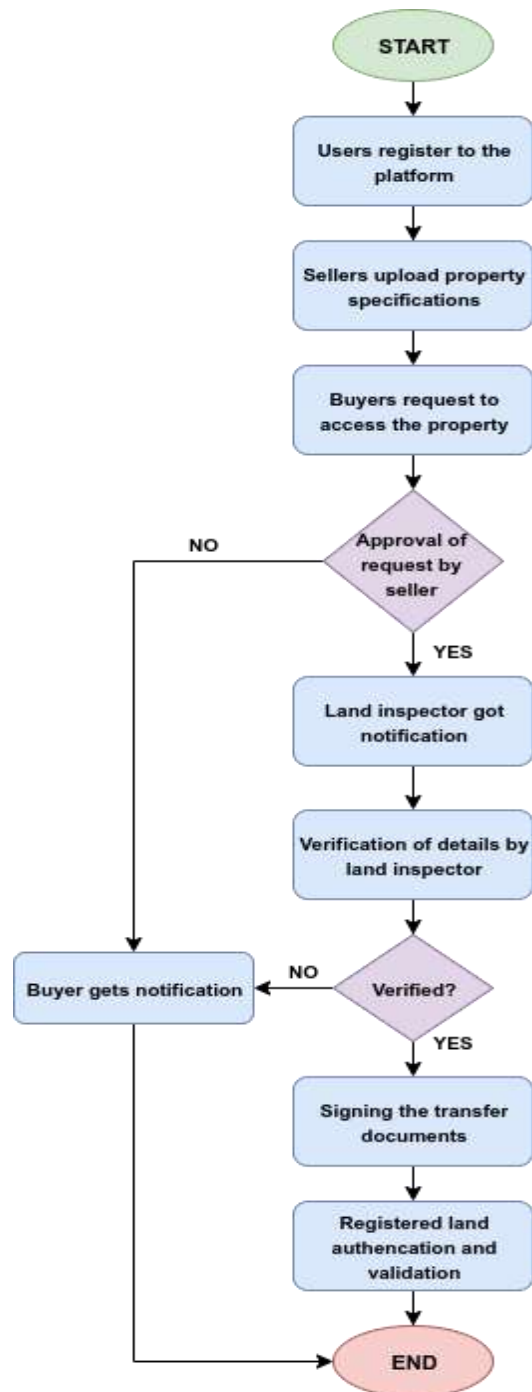 START
Users register to the
platform
Sellers upload property
specifications
Buyers request to
access the property
Approval of
request by
seller
NO
YES
Land inspector got
notification
Verification of details by
land inspector
Buyer gets notification
NO
Verified?
YES
Signing the transfer
documents
Registered land
authencation and
validation
END